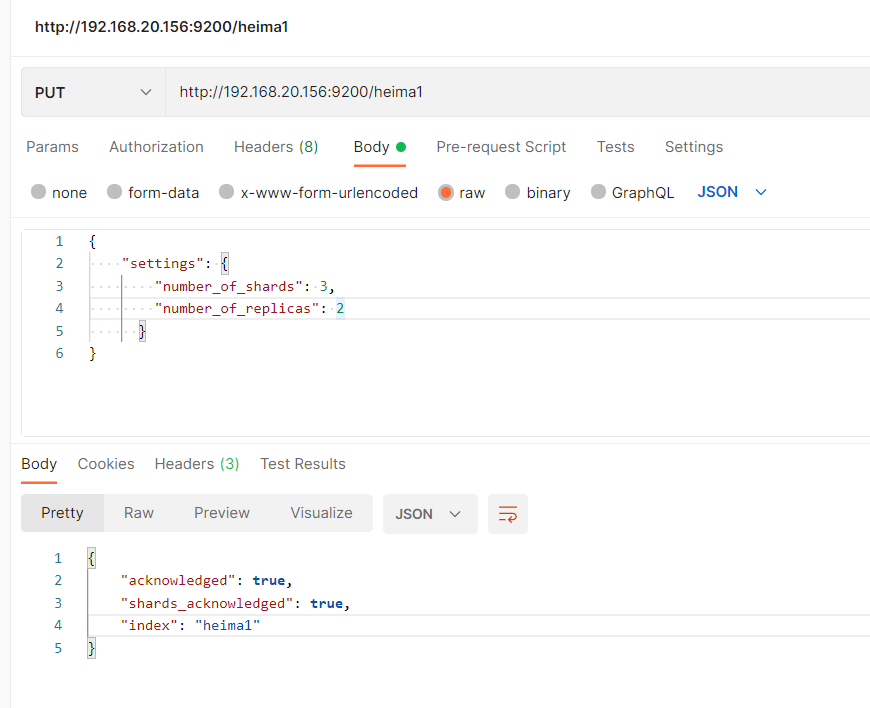 http://192.168.20.156:9200/heima1
PUT http://192.168.20.156:9200/heima1
Params Authorization Headers (8) Body Pre-request Script Tests Settings
none form-data x-www-form-urlencoded raw binary GraphQL JSON
1 {
2 "settings": {
3 "number_of_shards": 3,
4 "number_of_replicas": 2
5 }
6 }
Body Cookies Headers (3) Test Results
Pretty Raw Preview Visualize JSON
1 {
2 "acknowledged": true,
3 "shards_acknowledged": true,
4 "index": "heima1"
5 }